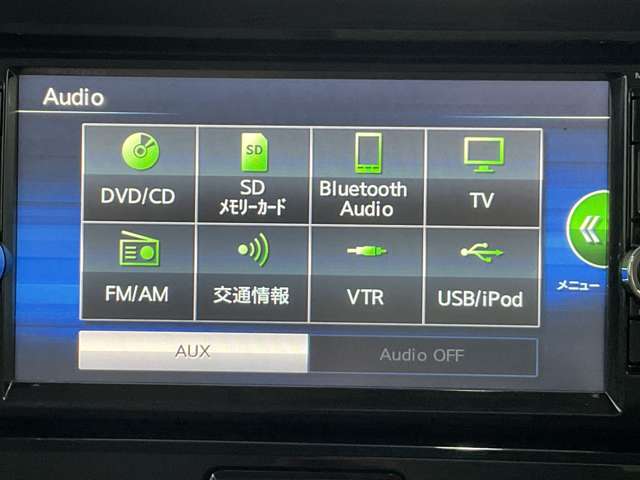 Audio
DVD/CD
SD
SD
ﾒﾓﾘｰｶｰﾄﾞ
Bluetooth
Audio
TV
FM/AM
交通情報
VTR
USB/iPod
メニュー
AUX
Audio OFF